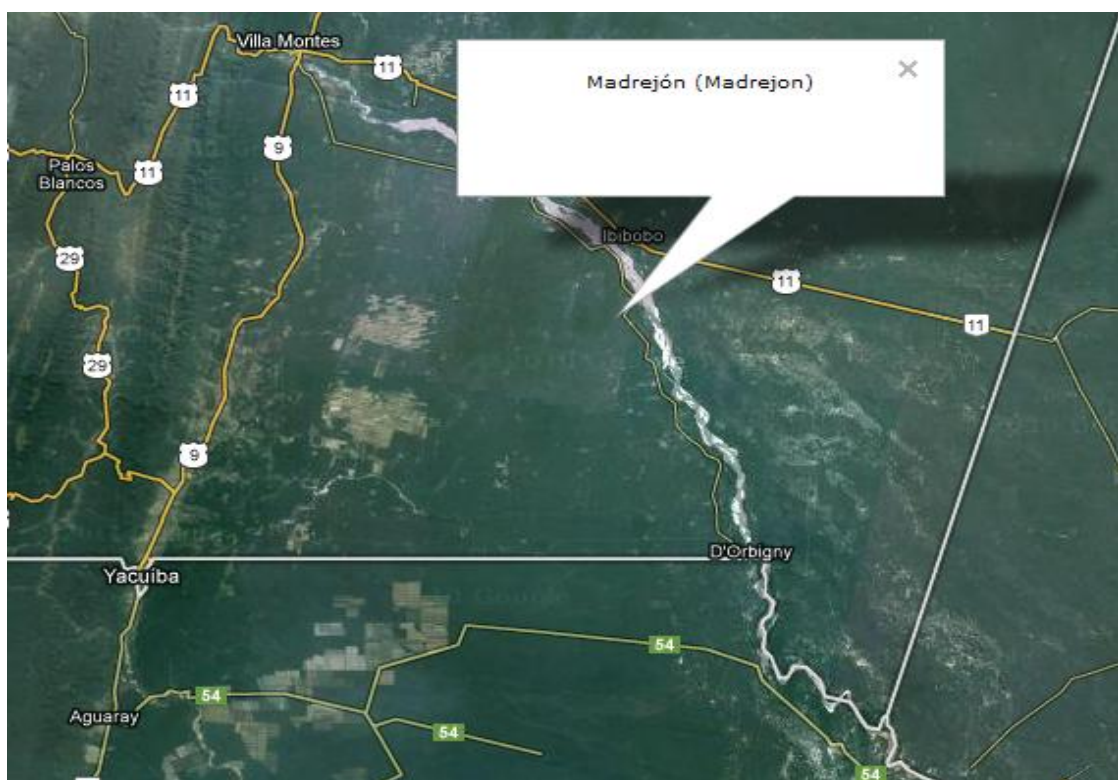 Villa Montes
11
Madrejón (Madrejon)
×
11
9
11
Palos
Blancos
Ibibobo
29
11
11
29
9
D'Orbigny
Yacuíba
54
54
Aguaray
54
54